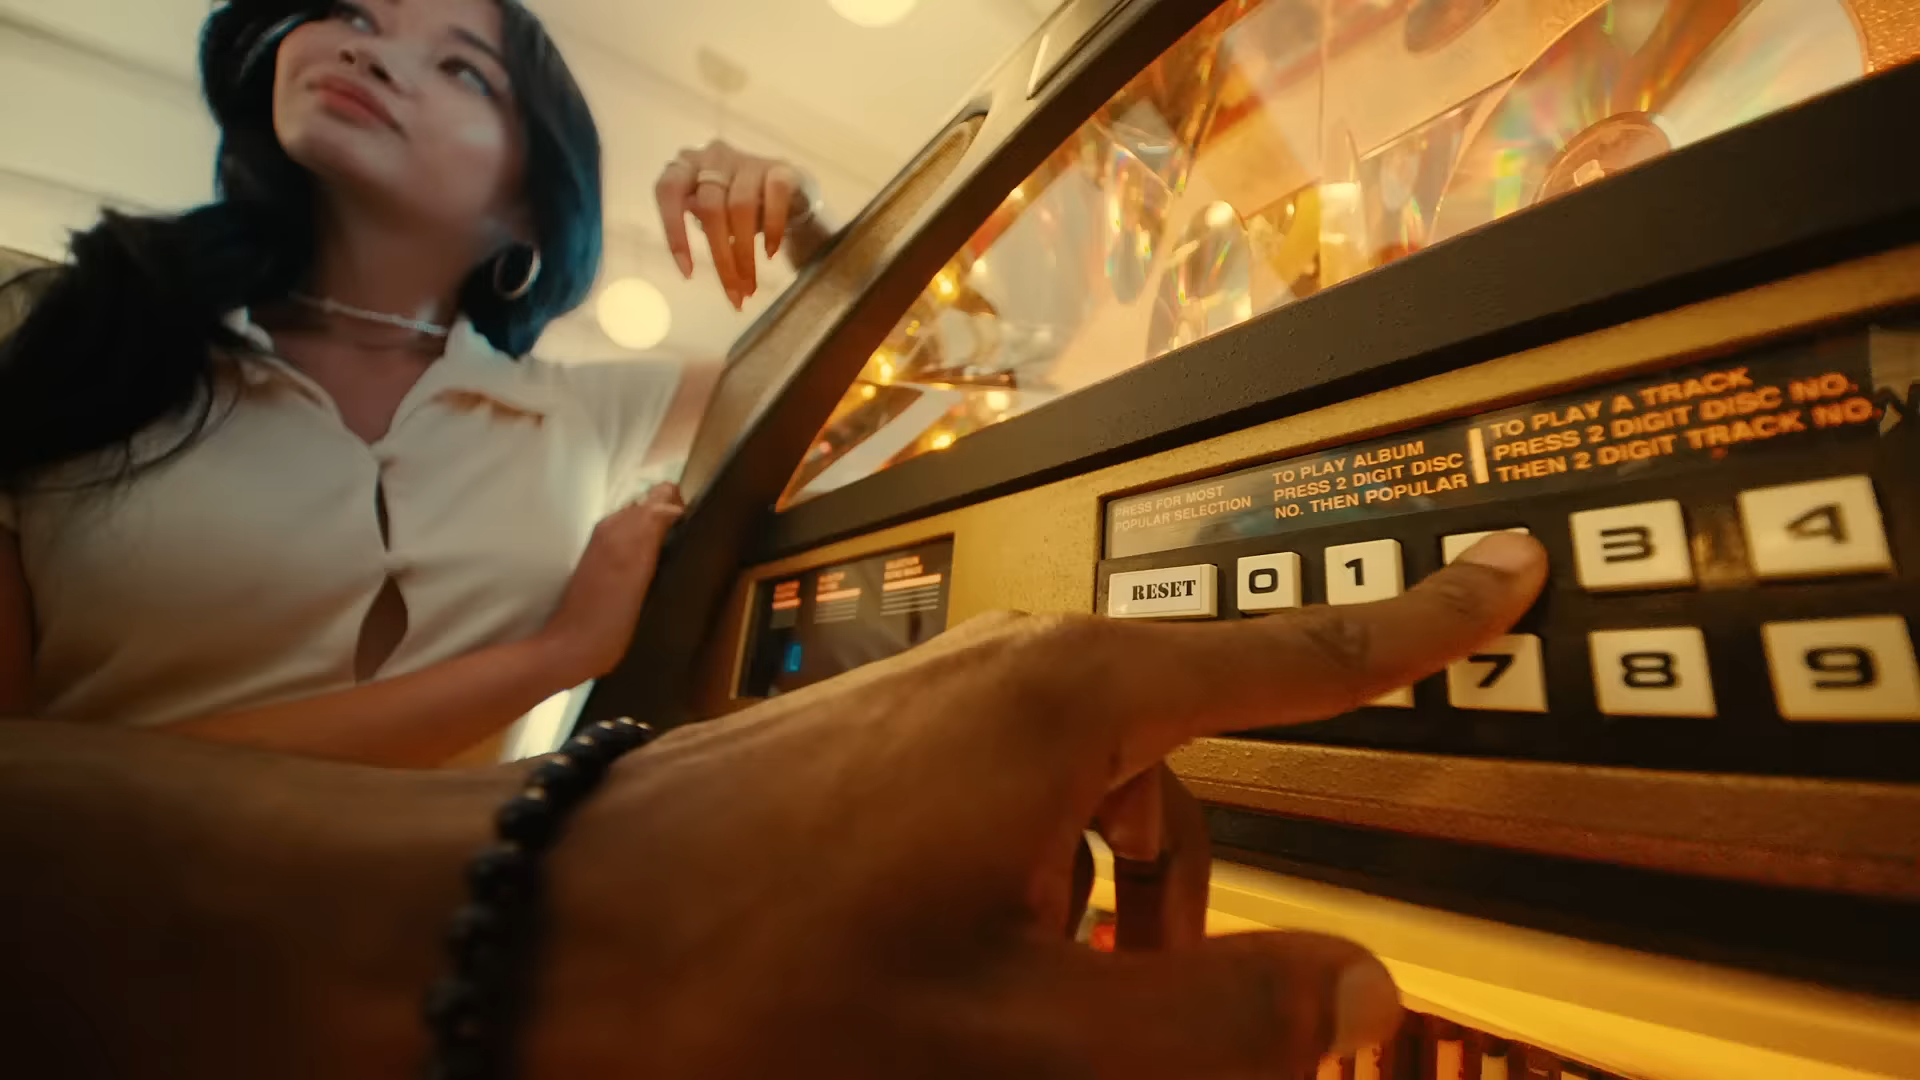 PRESS FOR MOST
POPULAR SELECTION
TO PLAY ALBUM
PRESS 2 DIGIT DISC
NO. THEN POPULAR
TO PLAY A TRACK
PRESS 2 DIGIT DISC NO.
THEN 2 DIGIT TRACK NO.
RESET 0 1 3 4
7 8 9